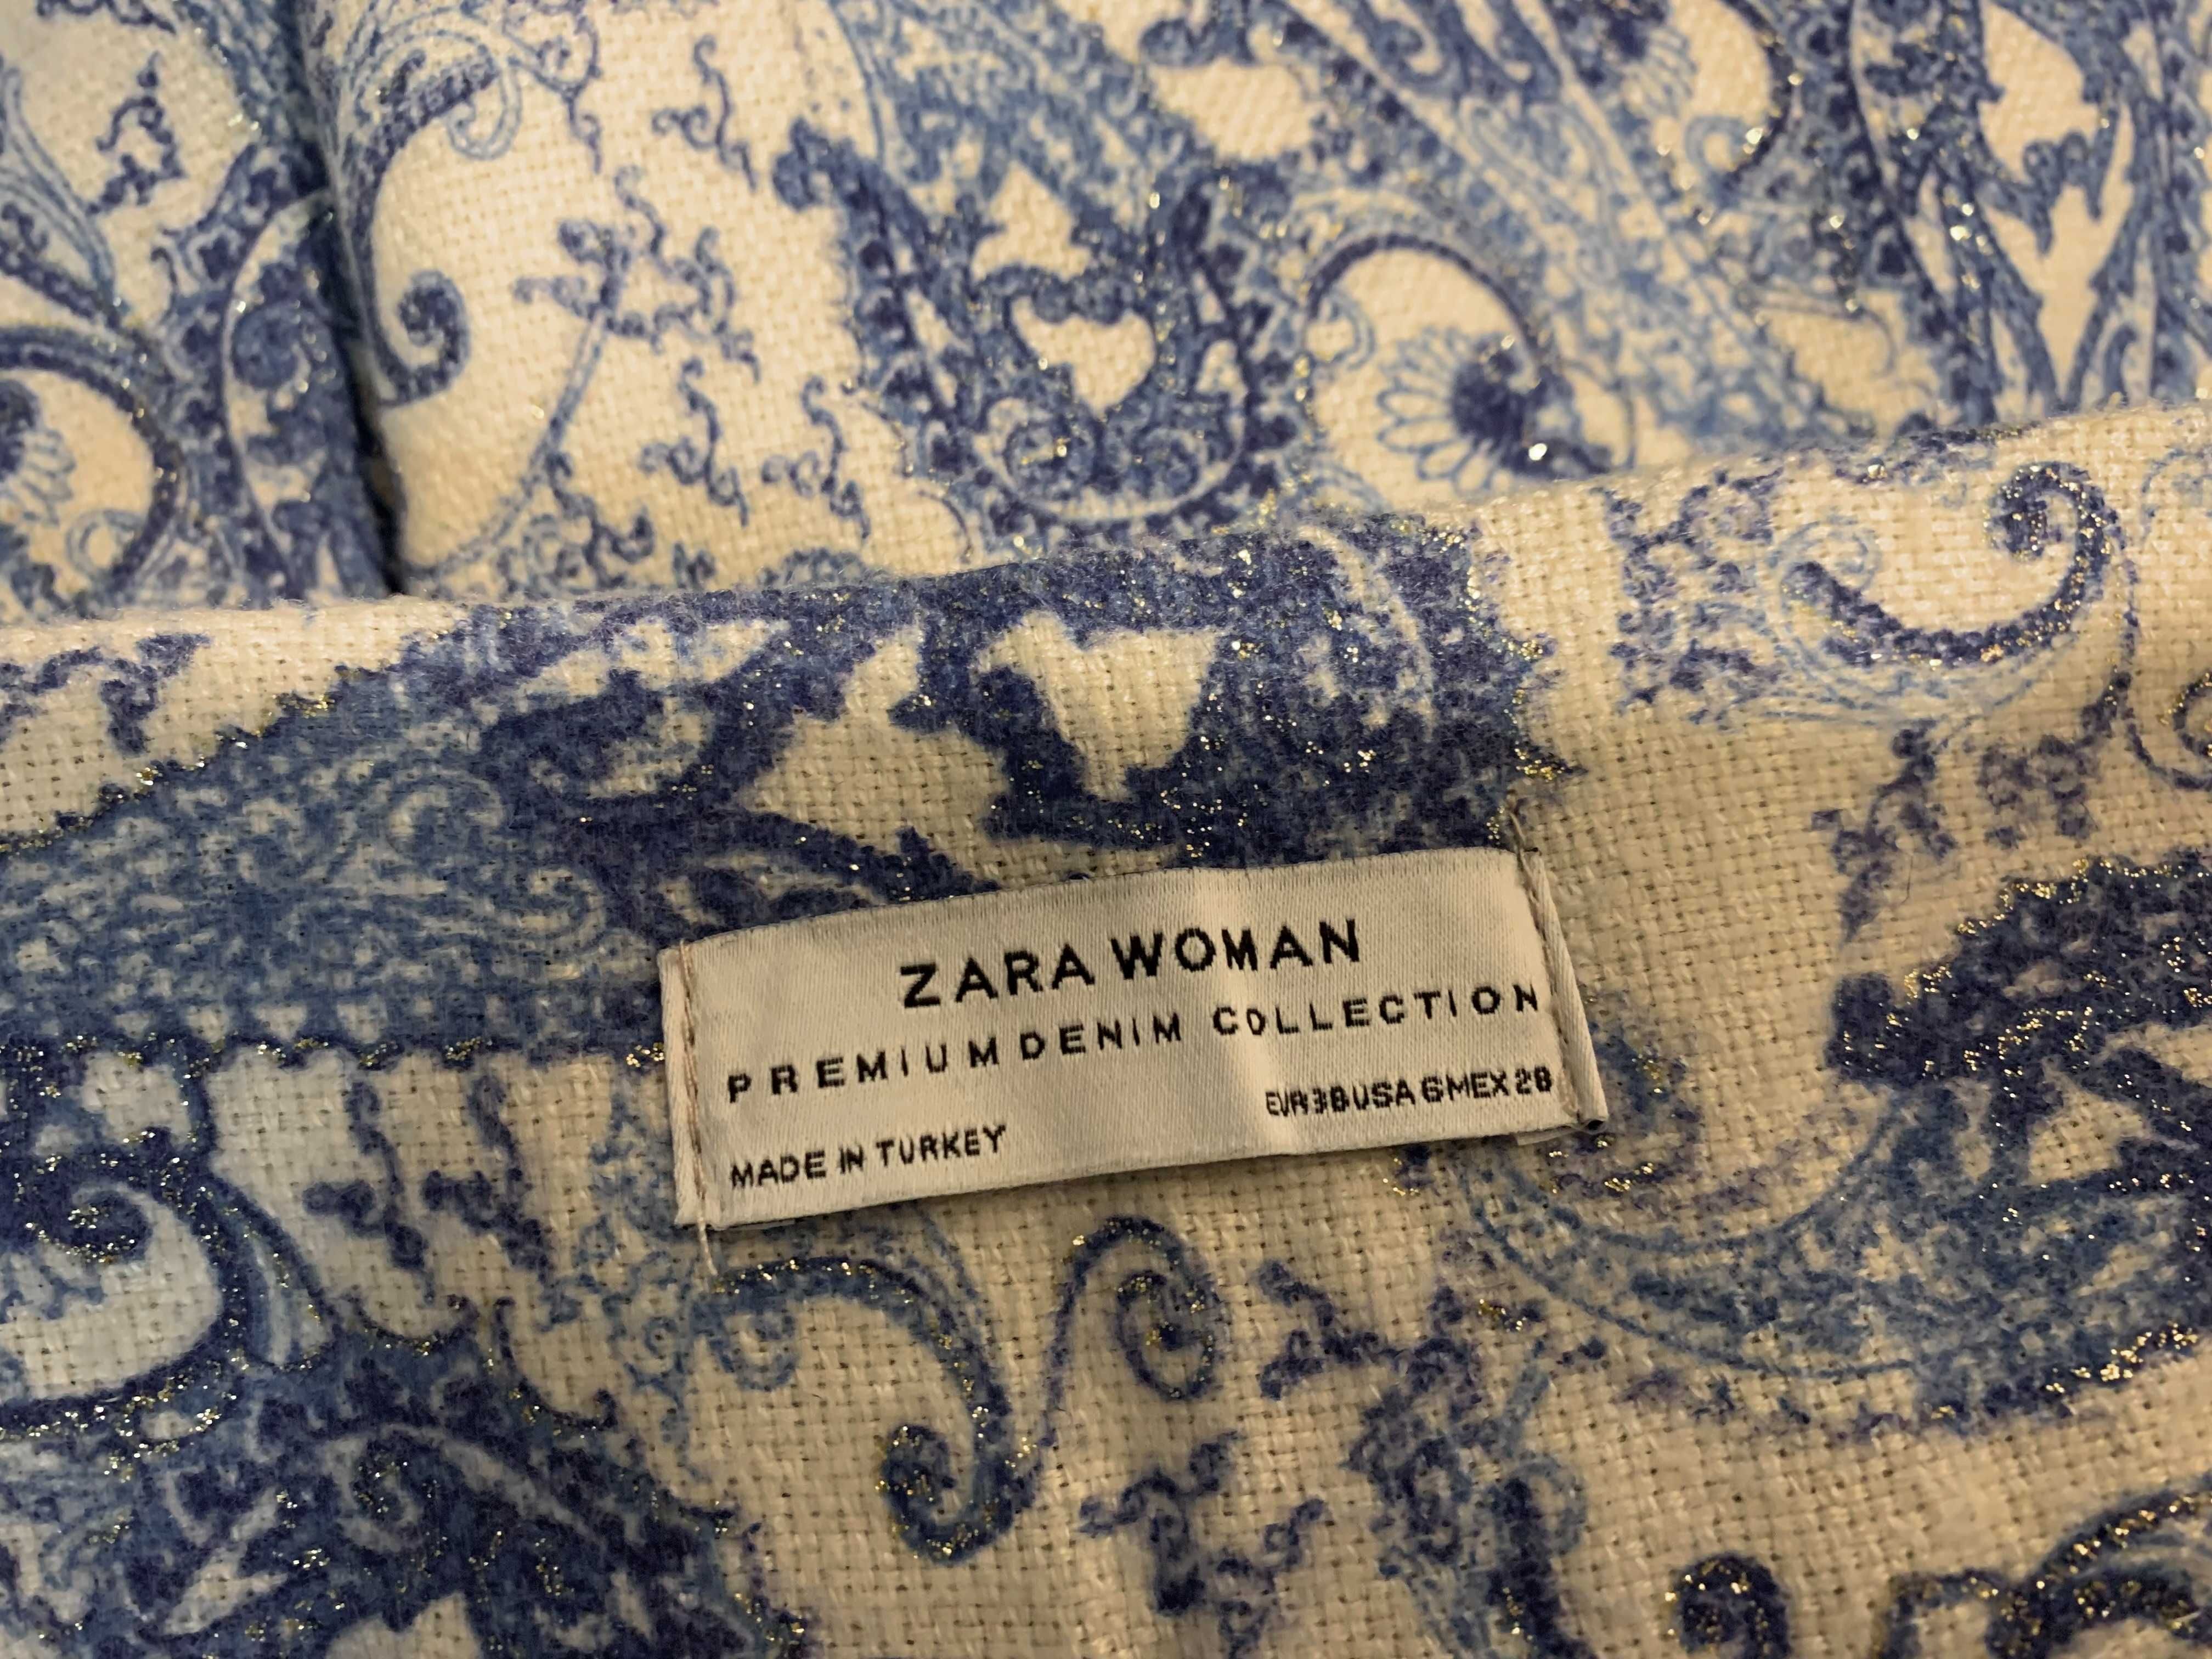 ZARA WOMAN
PREMIUM DENIM COLLECTION
EUR 38 USA 6 MEX 28
MADE IN TURKEY